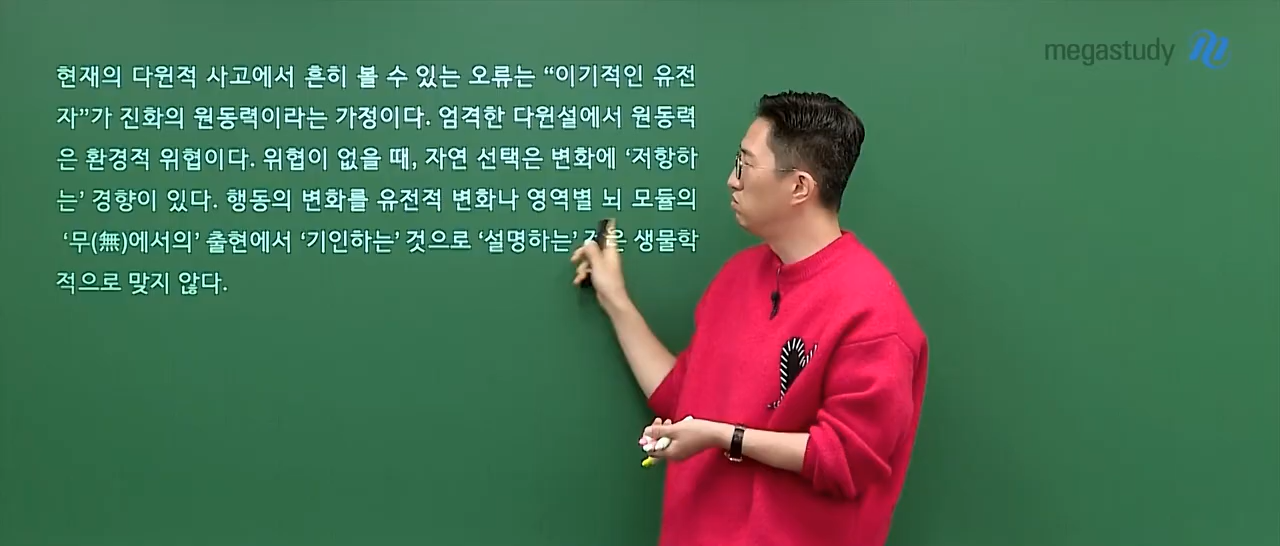 megastudy
현재의 다윈적 사고에서 흔히 볼 수 있는 오류는 “이기적인 유전
자”가 진화의 원동력이라는 가정이다. 엄격한 다윈설에서 원동력
은 환경적 위협이다. 위협이 없을 때, 자연 선택은 변화에 ‘저항하
는’ 경향이 있다. 행동의 변화를 유전적 변화나 영역별 뇌 모듈의
‘무(無)에서의’ 출현에서 ‘기인하는’ 것으로 ‘설명하는’ 생물학
적으로 맞지 않다.